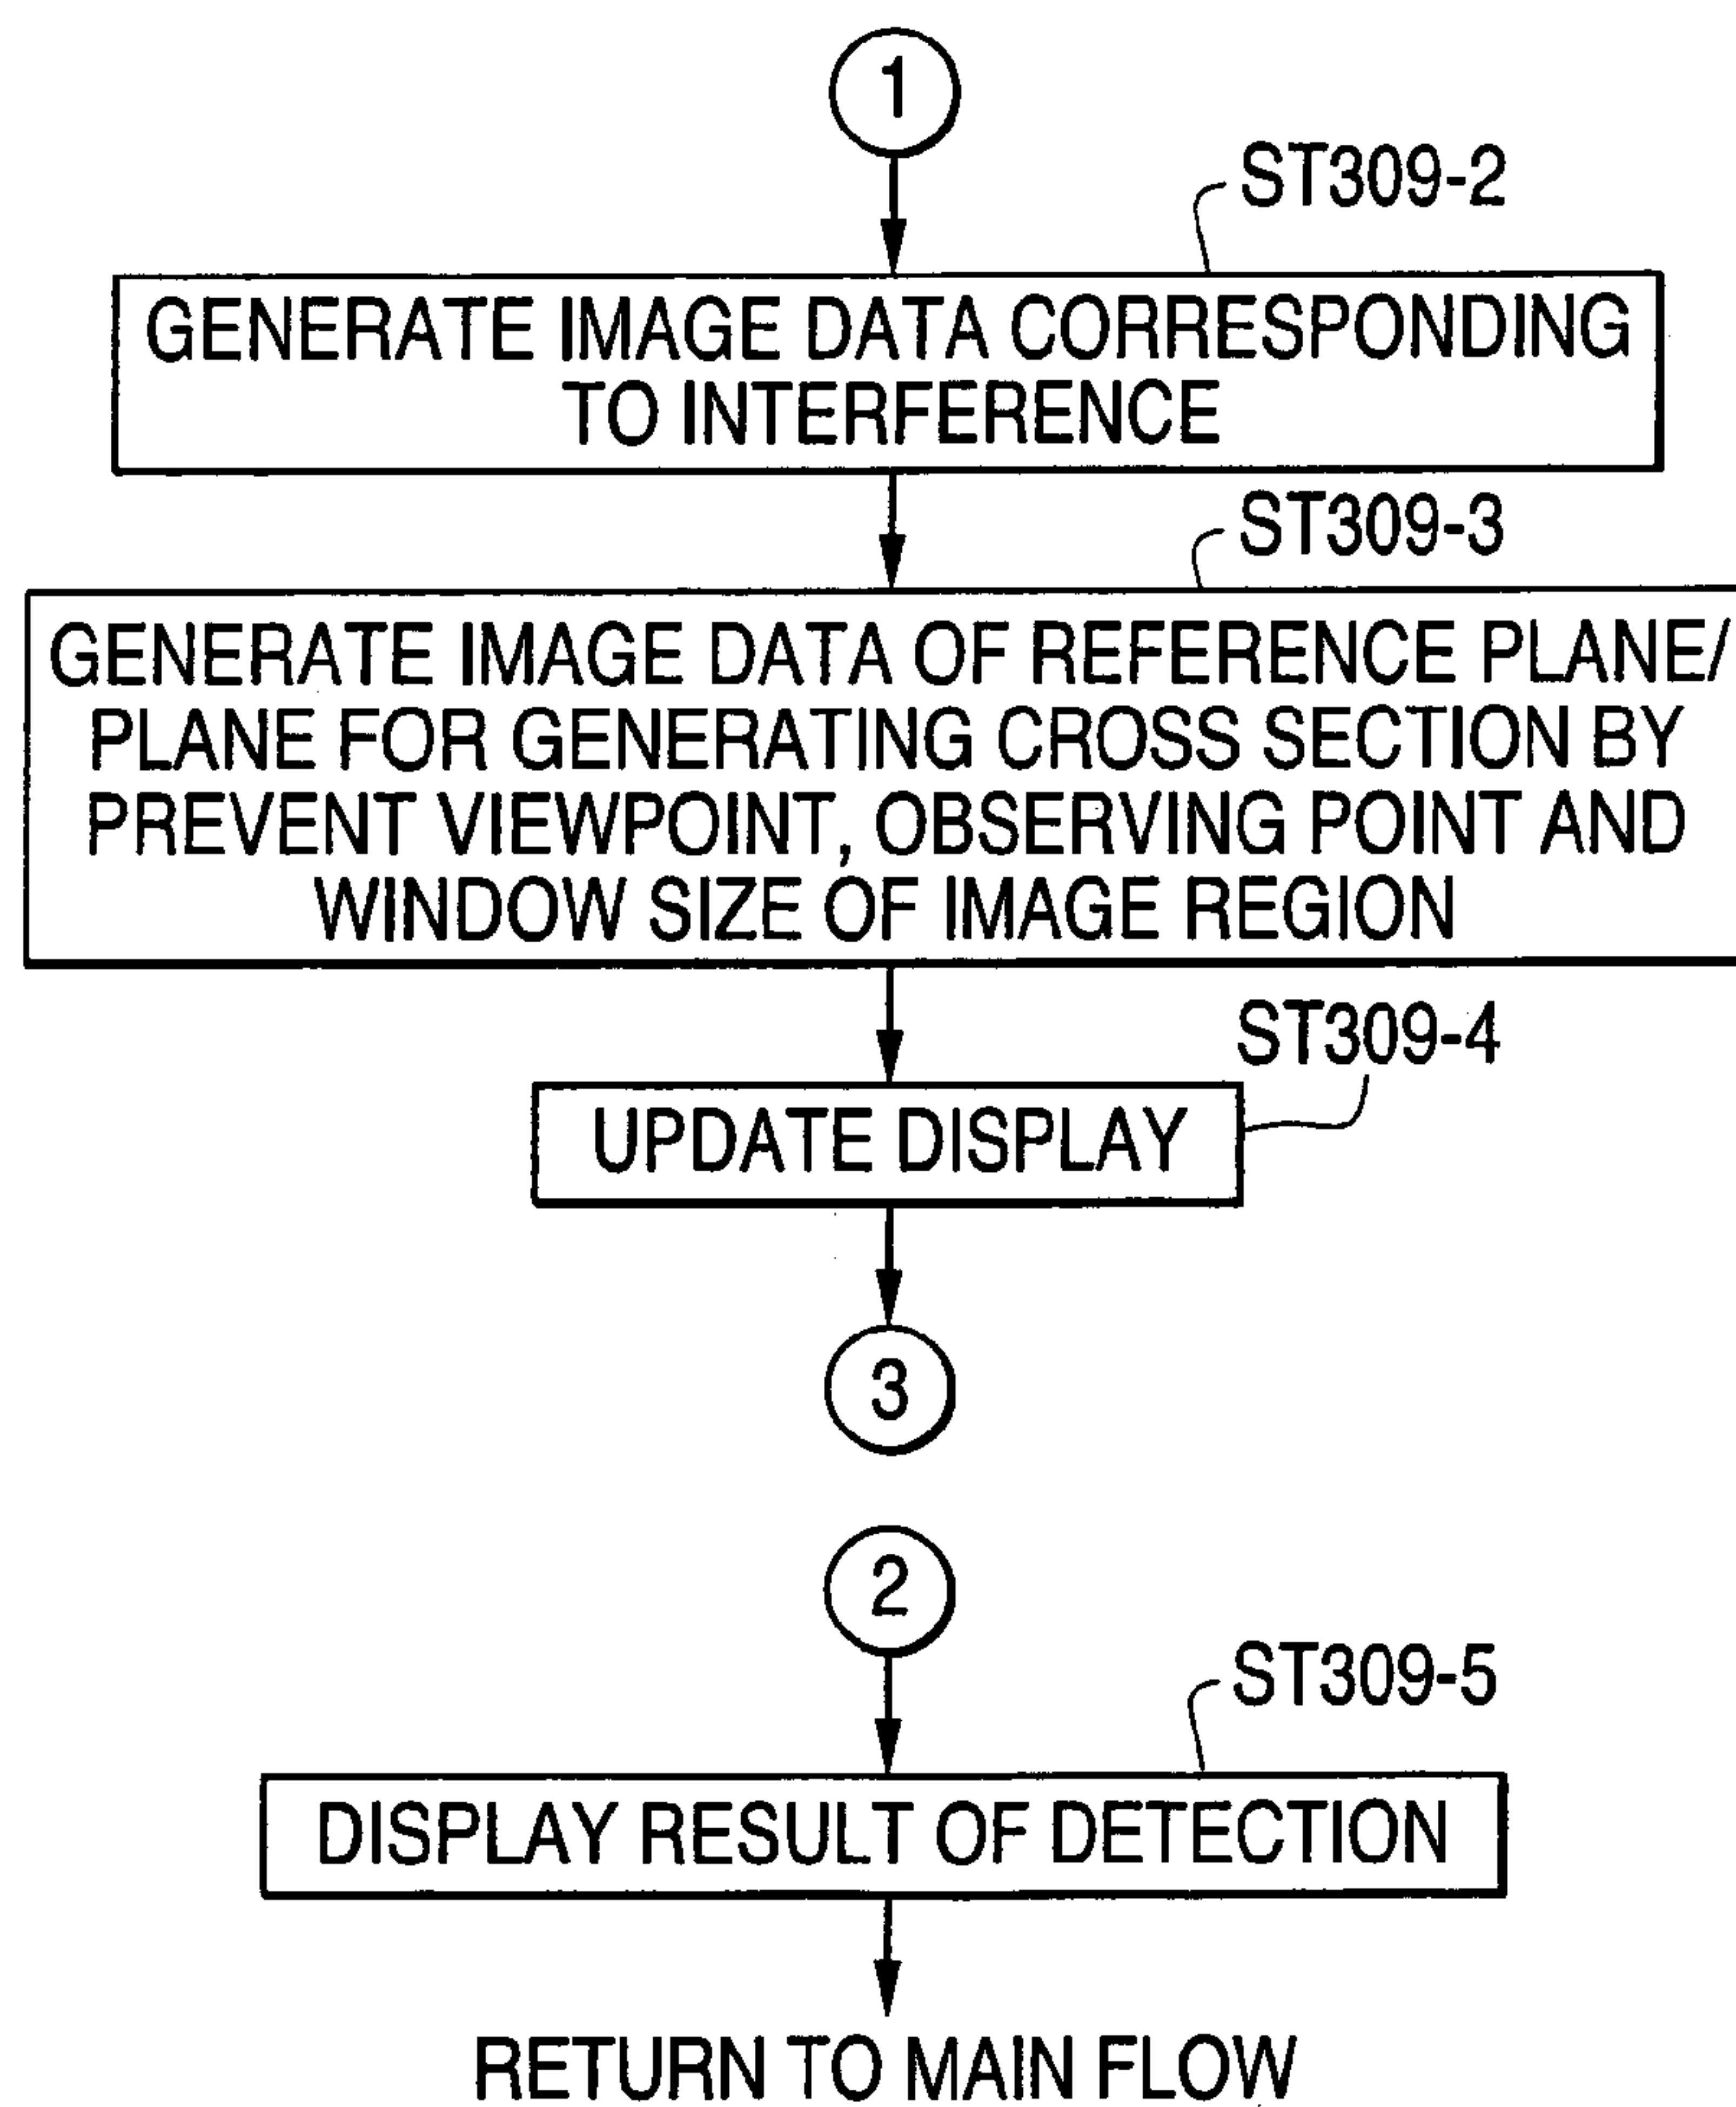 1
ST309-2
GENERATE IMAGE DATA CORRESPONDING
TO INTERFERENCE
ST309-3
GENERATE IMAGE DATA OF REFERENCE PLANE/
PLANE FOR GENERATING CROSS SECTION BY
PREVENT VIEWPOINT, OBSERVING POINT AND
WINDOW SIZE OF IMAGE REGION
ST309-4
UPDATE DISPLAY
3
2
ST309-5
DISPLAY RESULT OF DETECTION
RETURN TO MAIN FLOW